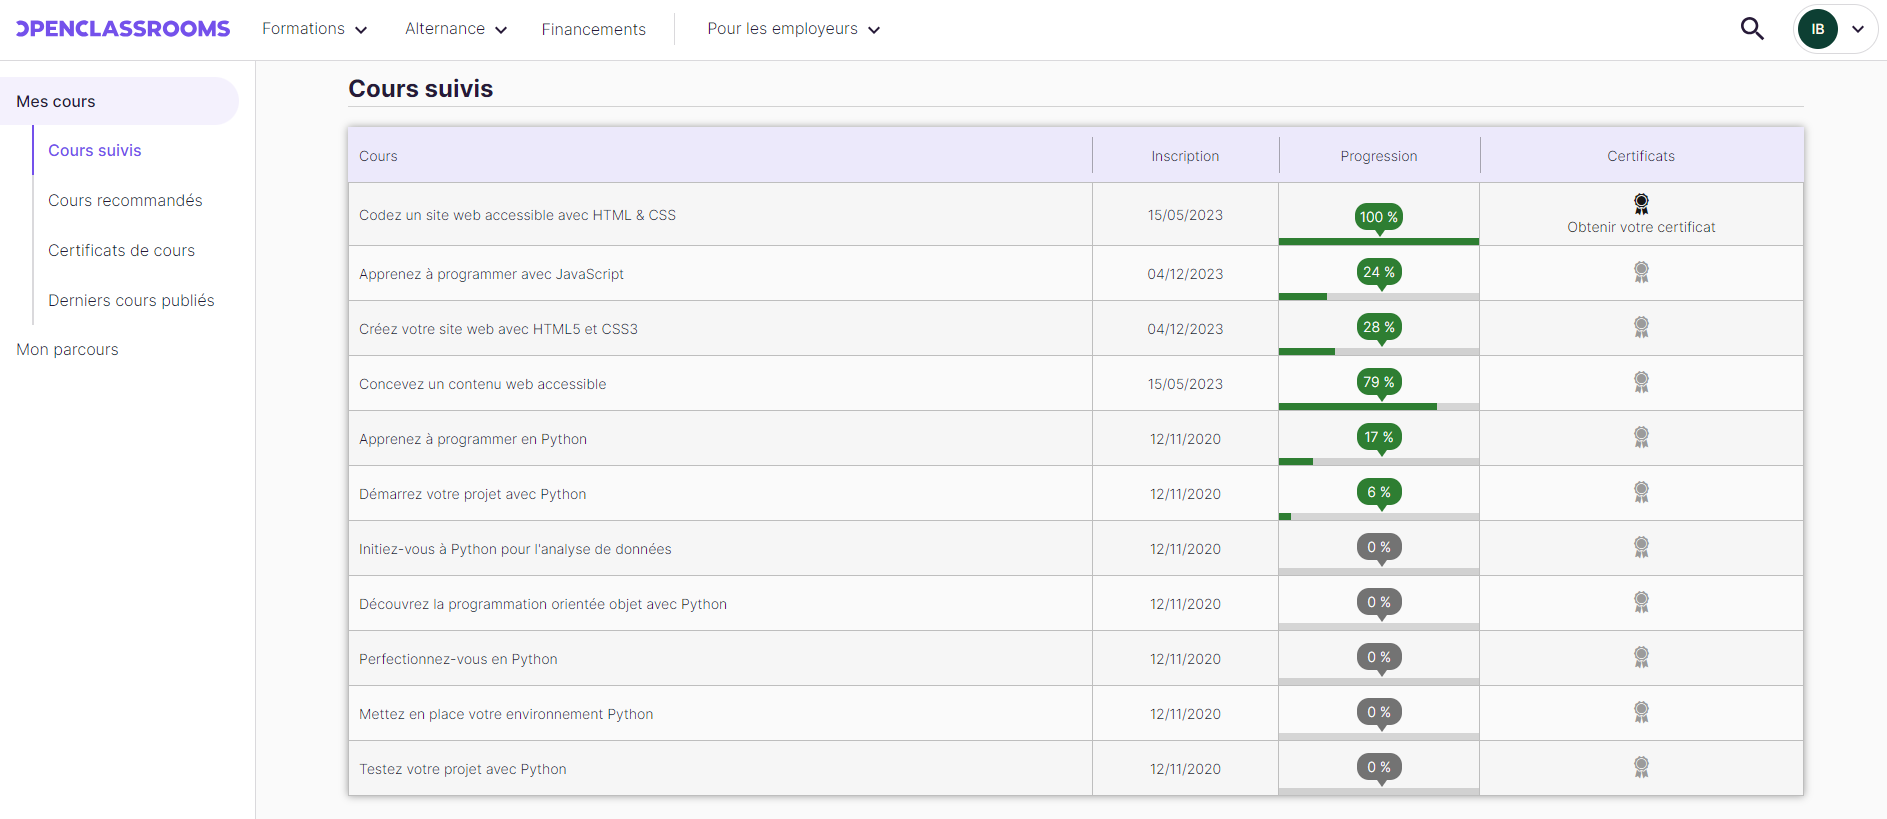 OPENCLASSROOMS Formations Alternance Financements Pour les employeurs IB
Mes cours
Cours suivis
Cours recommandés
Certificats de cours
Derniers cours publiés
Mon parcours
Cours suivis
Cours Inscription Progression Certificats
Codez un site web accessible avec HTML & CSS 15/05/2023 100 % Obtenir votre certificat
Apprenez à programmer avec JavaScript 04/12/2023 24 %
Créez votre site web avec HTML5 et CSS3 04/12/2023 28 %
Concevez un contenu web accessible 15/05/2023 79 %
Apprenez à programmer en Python 12/11/2020 17 %
Démarrez votre projet avec Python 12/11/2020 6 %
Initiez-vous à Python pour l'analyse de données 12/11/2020 0 %
Découvrez la programmation orientée objet avec Python 12/11/2020 0 %
Perfectionnez-vous en Python 12/11/2020 0 %
Mettez en place votre environnement Python 12/11/2020 0 %
Testez votre projet avec Python 12/11/2020 0 %